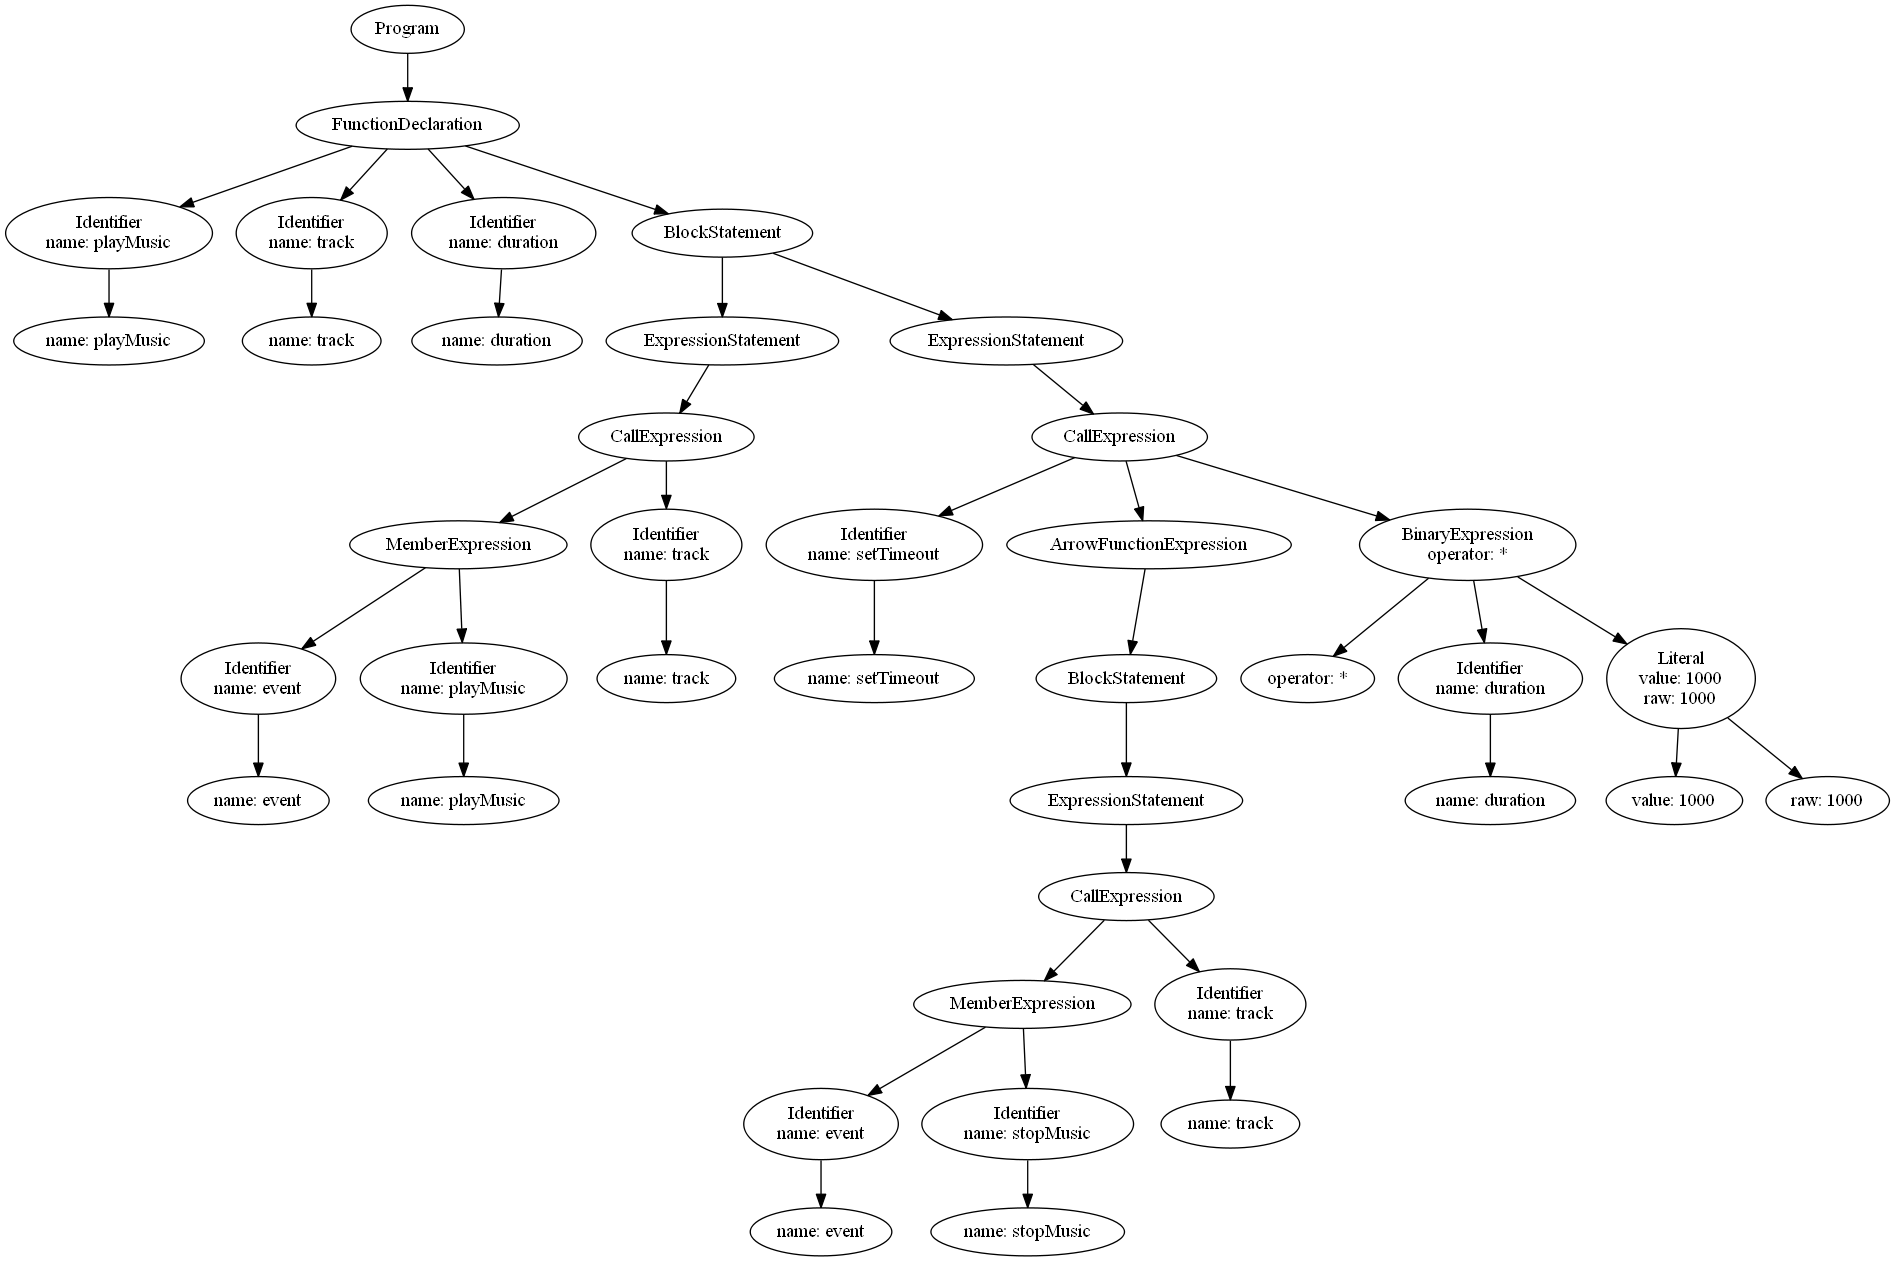 Program
FunctionDeclaration
Identifier
name: playMusic
Identifier
name: track
Identifier
name: duration
BlockStatement
name: playMusic
name: track
name: duration
ExpressionStatement
ExpressionStatement
CallExpression
CallExpression
MemberExpression
Identifier
name: track
Identifier
name: setTimeout
ArrowFunctionExpression
BinaryExpression
operator: *
Identifier
name: event
Identifier
name: playMusic
name: track
name: setTimeout
BlockStatement
operator: *
Identifier
name: duration
Literal
value: 1000
raw: 1000
name: event
name: playMusic
ExpressionStatement
name: duration
value: 1000
raw: 1000
CallExpression
MemberExpression
Identifier
name: track
Identifier
name: event
Identifier
name: stopMusic
name: track
name: event
name: stopMusic